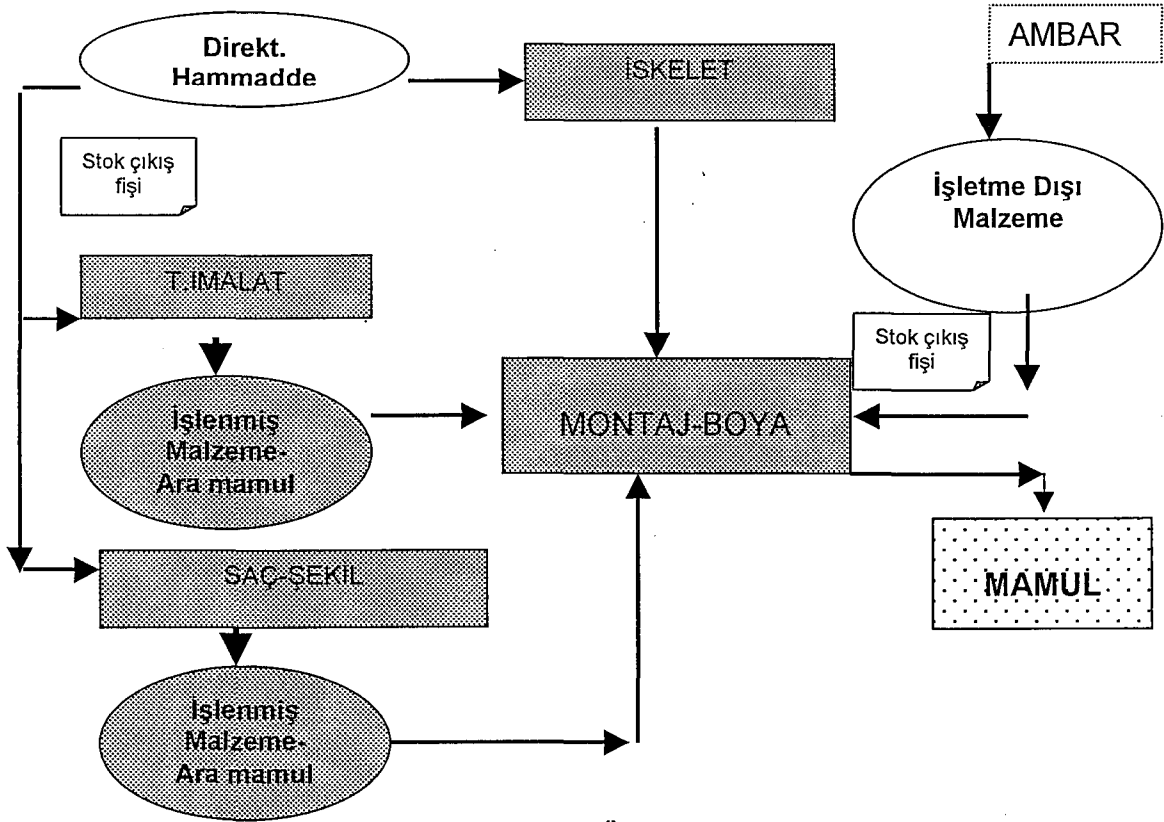 Direkt.
Hammadde
İSKELET
AMBAR
Stok çıkış
fişi
İşletme Dışı
Malzeme
T.İMALAT
Stok çıkış
fişi
İşlenmiş
Malzeme-
Ara mamul
MONTAJ-BOYA
SAÇ-ŞEKİL
MAMUL
İşlenmiş
Malzeme-
Ara mamul